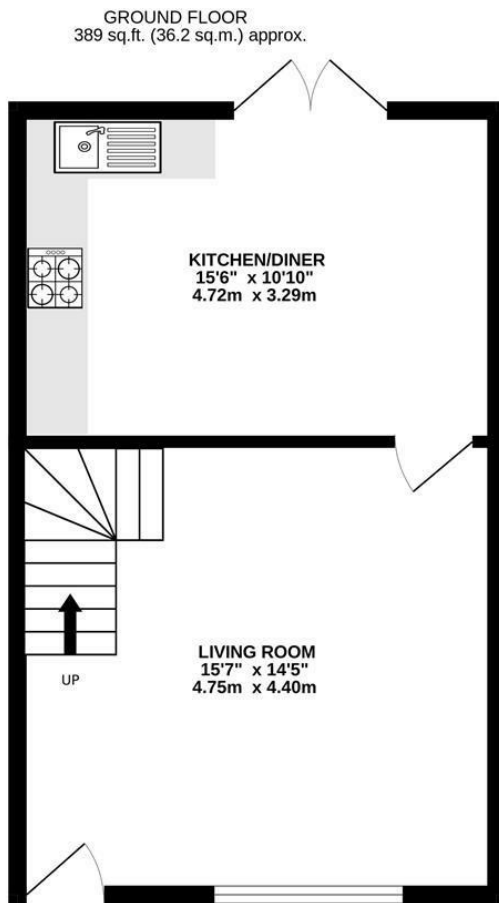 GROUND FLOOR
389 sq.ft. (36.2 sq.m.) approx.
KITCHEN/DINER
15'6" x 10'10"
4.72m x 3.29m
LIVING ROOM
15'7" x 14'5"
4.75m x 4.40m
UP